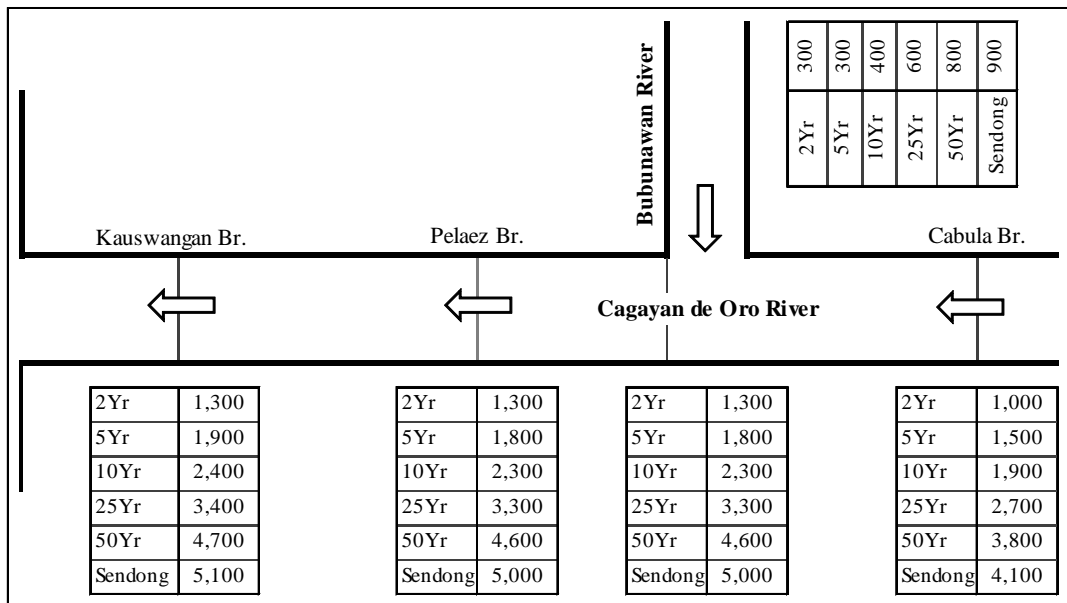 Bubunawan River
300 300 400 600 800 900
2Yr 5Yr 10Yr 25Yr 50Yr Sendong
Kauswangan Br. Pelaez Br. Cabula Br.
Cagayan de Oro River
2Yr 1,300 2Yr 1,300 2Yr 1,300 2Yr 1,000
5Yr 1,900 5Yr 1,800 5Yr 1,800 5Yr 1,500
10Yr 2,400 10Yr 2,300 10Yr 2,300 10Yr 1,900
25Yr 3,400 25Yr 3,300 25Yr 3,300 25Yr 2,700
50Yr 4,700 50Yr 4,600 50Yr 4,600 50Yr 3,800
Sendong 5,100 Sendong 5,000 Sendong 5,000 Sendong 4,100